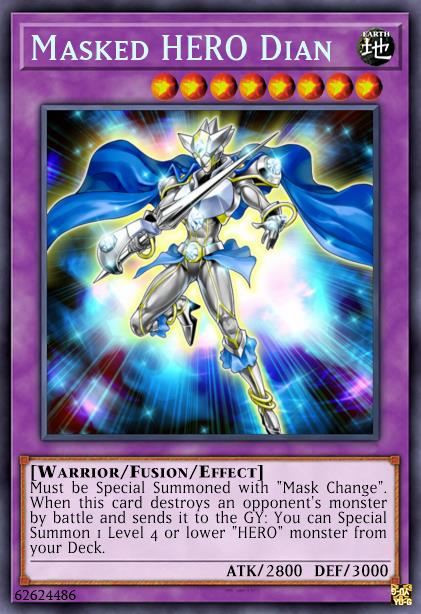 Masked HERO Dian
EARTH
地
[Warrior/Fusion/Effect]
Must be Special Summoned with "Mask Change".
When this card destroys an opponent's monster
by battle and sends it to the GY: You can Special
Summon 1 Level 4 or lower "HERO" monster from
your Deck.
ATK/2800 DEF/3000
62624486